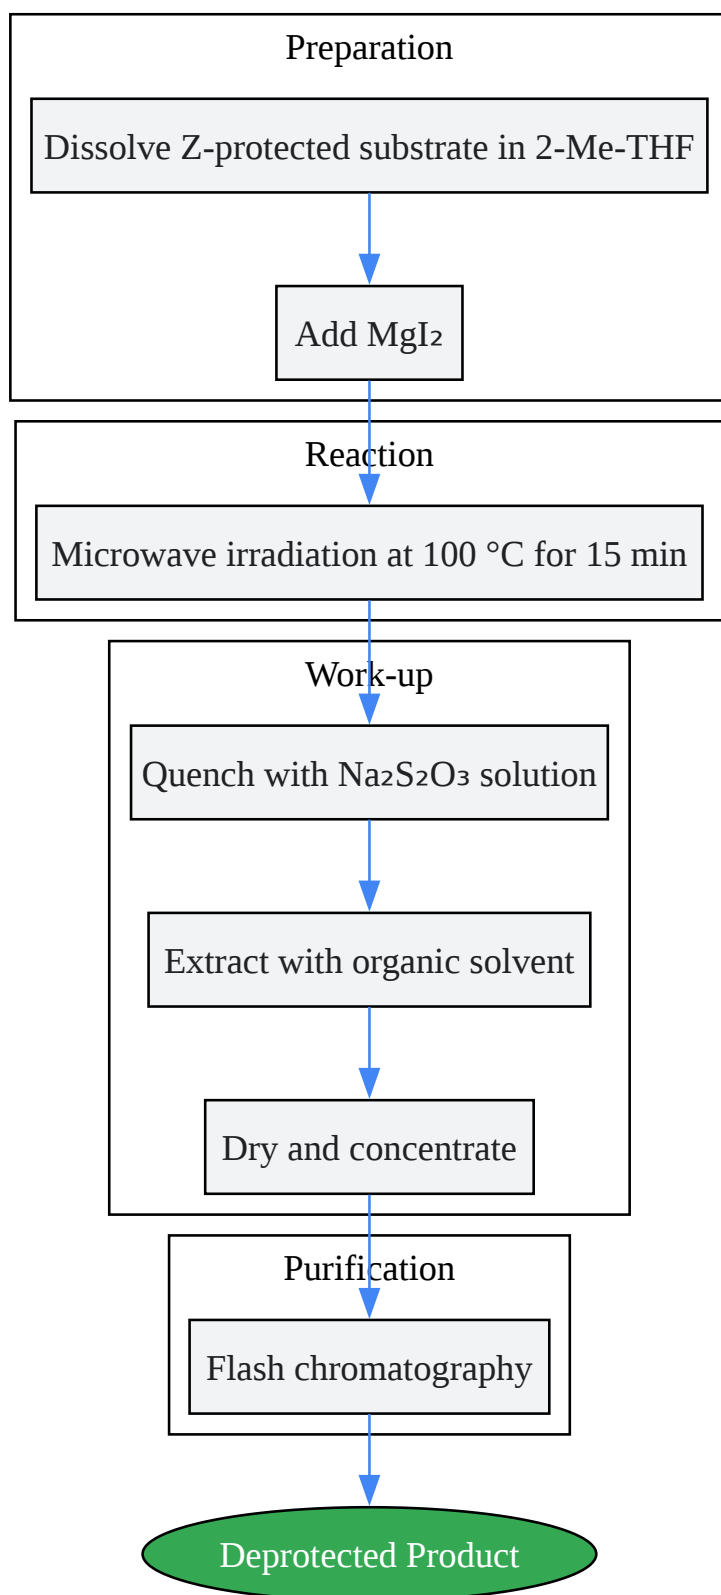 Preparation
Dissolve Z-protected substrate in 2-Me-THF
Add MgI₂
Reaction
Microwave irradiation at 100 °C for 15 min
Work-up
Quench with Na₂S₂O₃ solution
Extract with organic solvent
Dry and concentrate
Purification
Flash chromatography
Deprotected Product